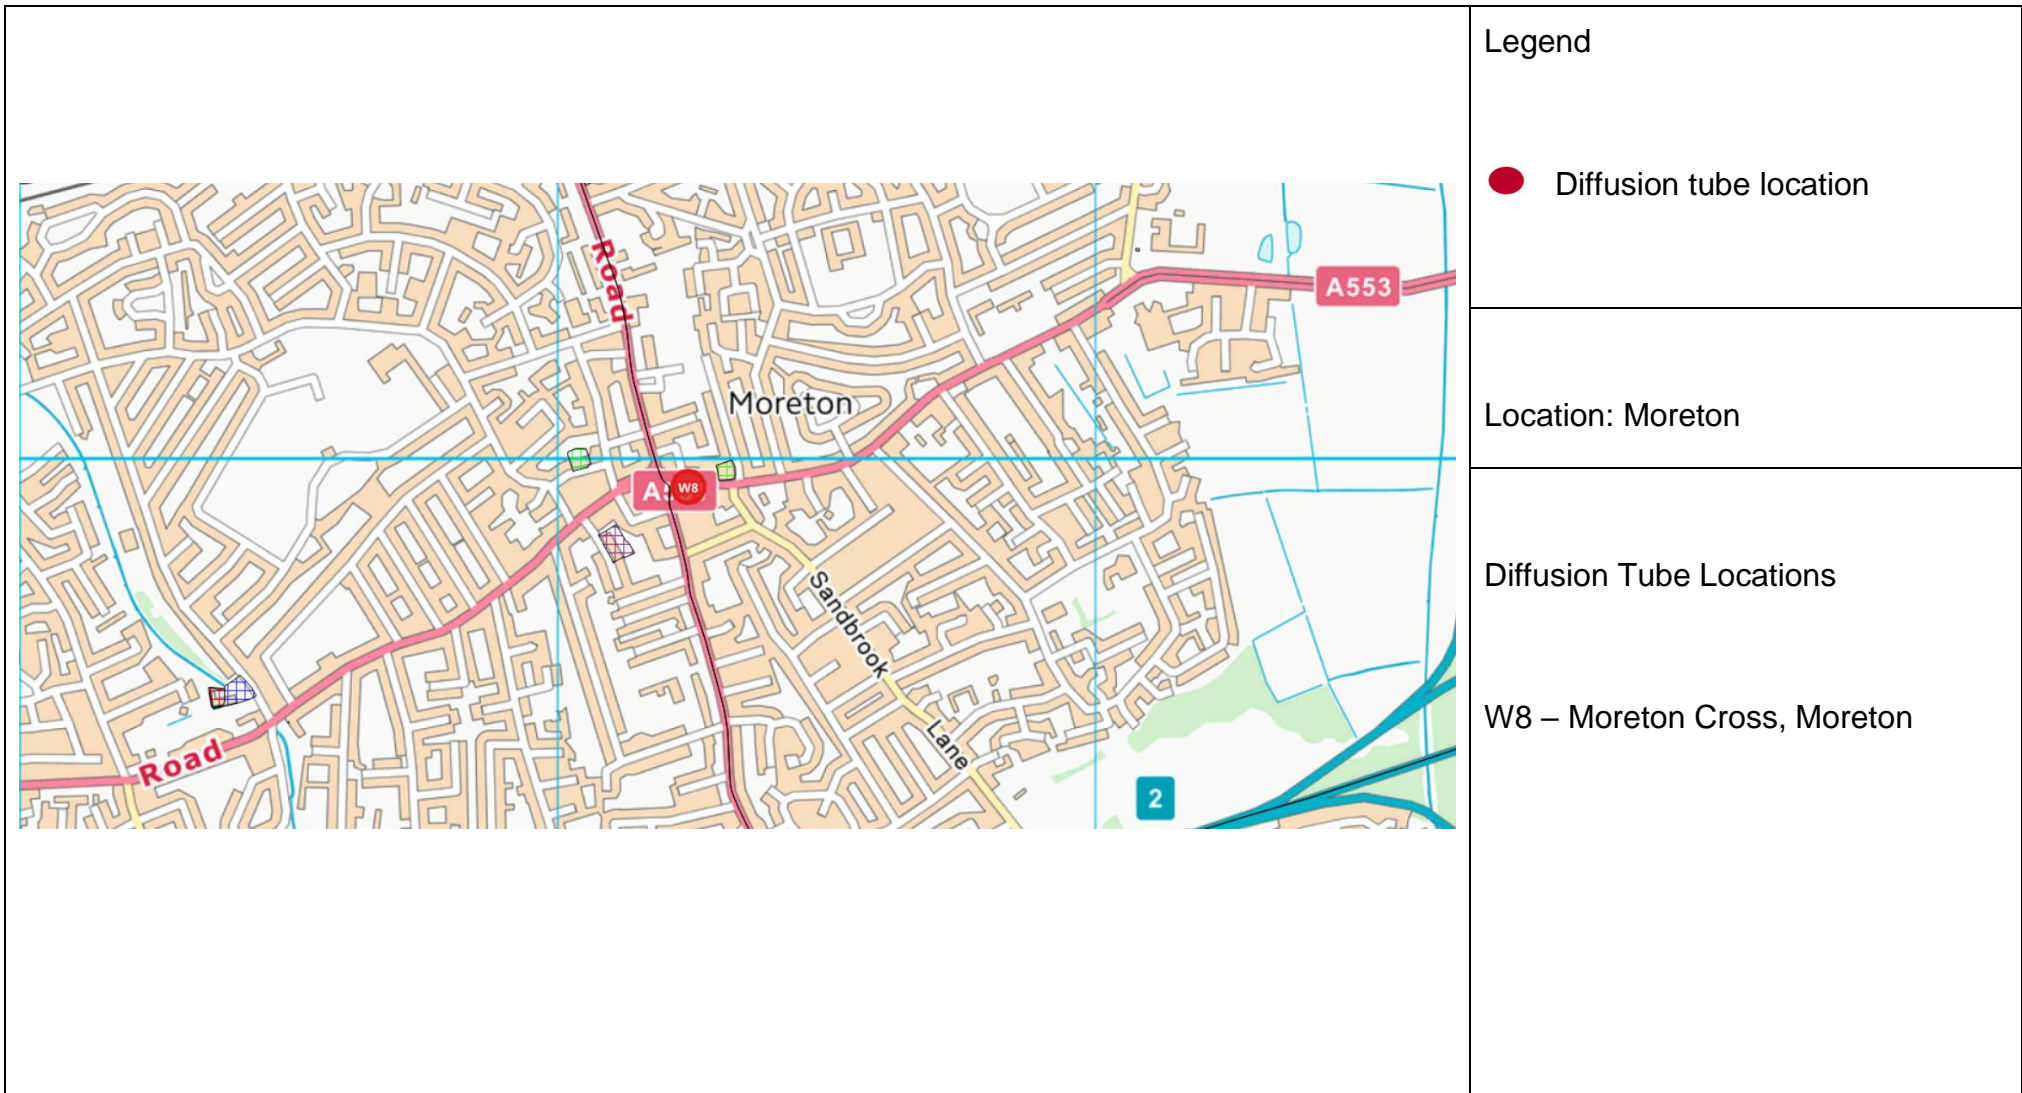 Legend
Diffusion tube location
Location: Moreton
Diffusion Tube Locations
W8 – Moreton Cross, Moreton
Road
A553
Moreton
W8
Sandbrook
Lane
Road
2